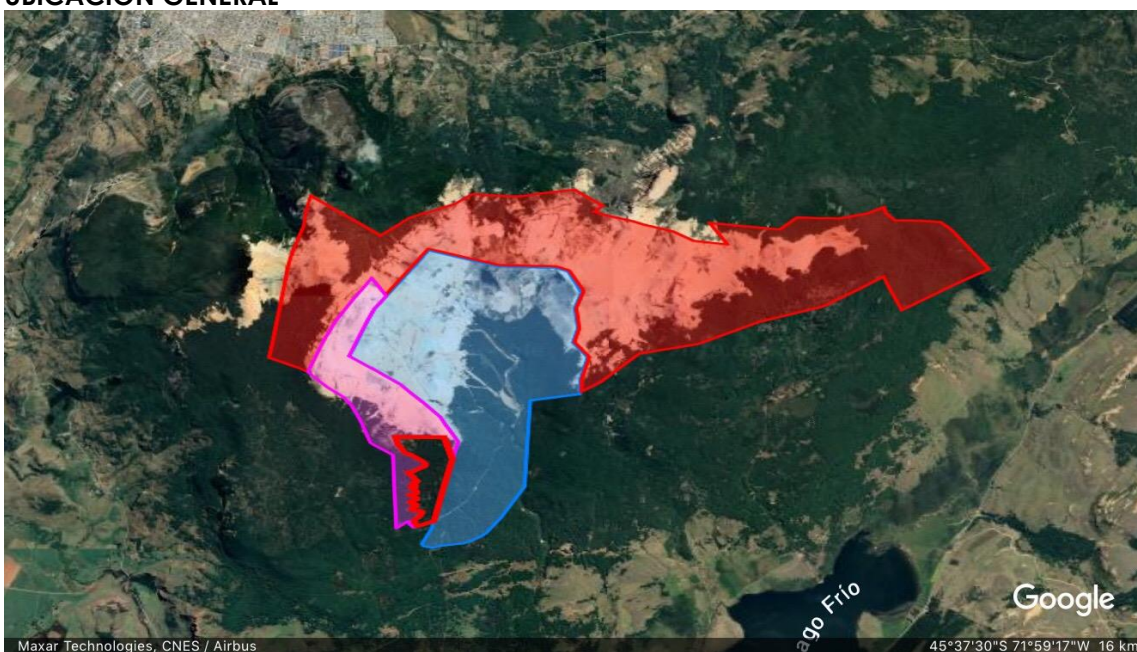 UBICACIÓN GENERAL
ago Frío
Google
Maxar Technologies, CNES / Airbus
45°37'30"S 71°59'17"W 16 km